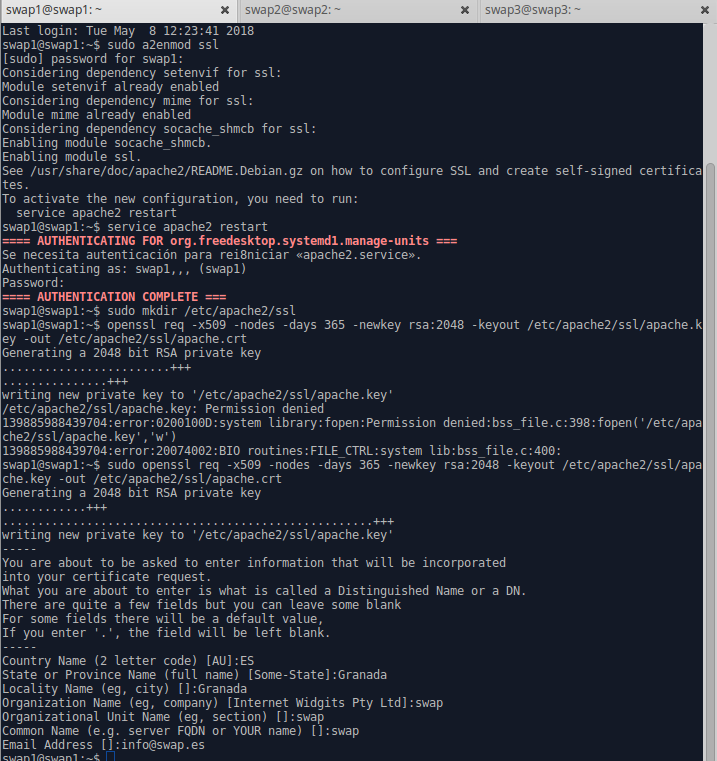 swap1@swap1: ~
swap2@swap2: ~
swap3@swap3: ~
Last login: Tue May  8 12:23:41 2018
swap1@swap1:~$ sudo a2enmod ssl
[sudo] password for swap1:
Considering dependency setenvif for ssl:
Module setenvif already enabled
Considering dependency mime for ssl:
Module mime already enabled
Considering dependency socache_shmcb for ssl:
Enabling module socache_shmcb.
Enabling module ssl.
See /usr/share/doc/apache2/README.Debian.gz on how to configure SSL and create self-signed certifica
tes.
To activate the new configuration, you need to run:
  service apache2 restart
swap1@swap1:~$ service apache2 restart
==== AUTHENTICATING FOR org.freedesktop.systemd1.manage-units ===
Se necesita autenticación para rei8niciar «apache2.service».
Authenticating as: swap1,,, (swap1)
Password:
==== AUTHENTICATION COMPLETE ===
swap1@swap1:~$ sudo mkdir /etc/apache2/ssl
swap1@swap1:~$ openssl req -x509 -nodes -days 365 -newkey rsa:2048 -keyout /etc/apache2/ssl/apache.k
ey -out /etc/apache2/ssl/apache.crt
Generating a 2048 bit RSA private key
.......................+++
...............+++
writing new private key to '/etc/apache2/ssl/apache.key'
/etc/apache2/ssl/apache.key: Permission denied
139885988439704:error:0200100D:system library:fopen:Permission denied:bss_file.c:398:fopen('/etc/apa
che2/ssl/apache.key','w')
139885988439704:error:20074002:BIO routines:FILE_CTRL:system lib:bss_file.c:400:
swap1@swap1:~$ sudo openssl req -x509 -nodes -days 365 -newkey rsa:2048 -keyout /etc/apache2/ssl/apa
che.key -out /etc/apache2/ssl/apache.crt
Generating a 2048 bit RSA private key
............+++
.....................................................+++
writing new private key to '/etc/apache2/ssl/apache.key'
-----
You are about to be asked to enter information that will be incorporated
into your certificate request.
What you are about to enter is what is called a Distinguished Name or a DN.
There are quite a few fields but you can leave some blank
For some fields there will be a default value,
If you enter '.', the field will be left blank.
-----
Country Name (2 letter code) [AU]:ES
State or Province Name (full name) [Some-State]:Granada
Locality Name (eg, city) []:Granada
Organization Name (eg, company) [Internet Widgits Pty Ltd]:swap
Organizational Unit Name (eg, section) []:swap
Common Name (e.g. server FQDN or YOUR name) []:swap
Email Address []:info@swap.es
swap1@swap1:~$